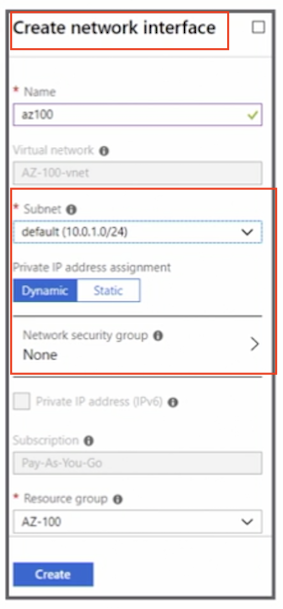 Create network interface
* Name
az100
Virtual network
AZ-100-vnet
* Subnet
default (10.0.1.0/24)
Private IP address assignment
Dynamic Static
Network security group
None
Private IP address (IPv6)
Subscription
Pay-As-You-Go
* Resource group
AZ-100
Create